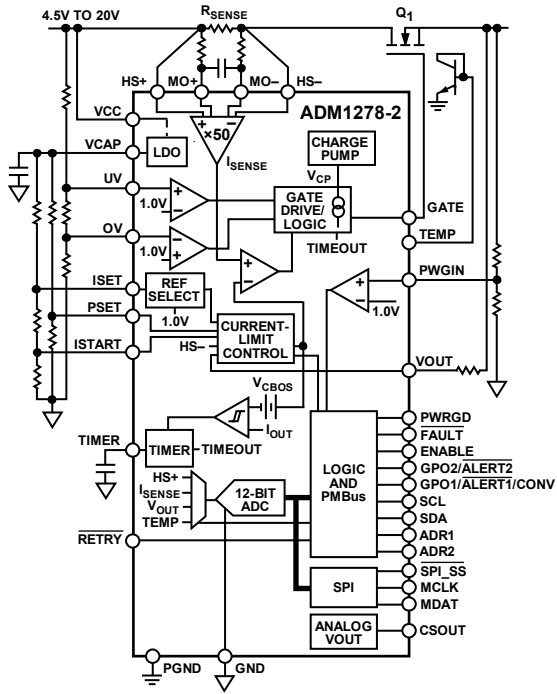 4.5V TO 20V
RSENSE
Q1
HS+
MO+
MO–
HS–
ADM1278-2
VCC
VCAP
LDO
+ –
×50
ISENSE
CHARGE
PUMP
VCP
UV
+
1.0V
–
GATE
DRIVE/
LOGIC
GATE
TIMEOUT
TEMP
OV
–
1.0V
+
+
–
ISET
REF
SELECT
1.0V
+
–
1.0V
PWGIN
PSET
CURRENT-
LIMIT
CONTROL
HS–
ISTART
VOUT
VCBOS
IOUT
TIMER
TIMER
TIMEOUT
HS+
ISENSE
VOUT
TEMP
12-BIT
ADC
RETRY
LOGIC
AND
PMBus
PWRGD
FAULT
ENABLE
GPO2/ALERT2
GPO1/ALERT1/CONV
SCL
SDA
ADR1
ADR2
SPI
SPI_SS
MCLK
MDAT
ANALOG
VOUT
CSOUT
PGND
GND